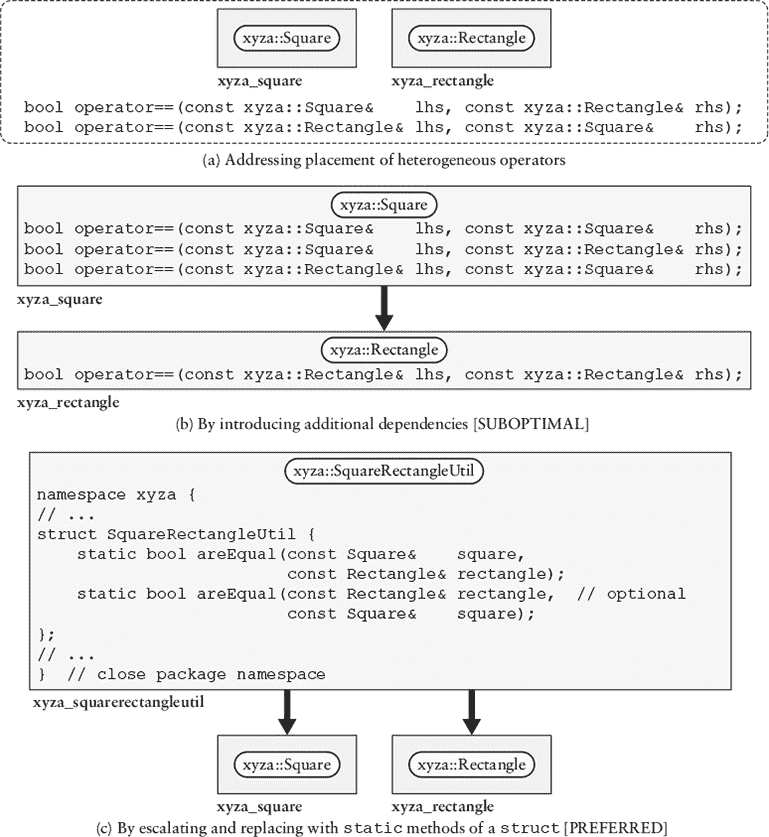 xyza::Square xyza::Rectangle
xyza_square xyza_rectangle
bool operator==(const xyza::Square&    lhs, const xyza::Rectangle& rhs);
bool operator==(const xyza::Rectangle& lhs, const xyza::Square&    rhs);
(a) Addressing placement of heterogeneous operators
xyza::Square
bool operator==(const xyza::Square&    lhs, const xyza::Square&    rhs);
bool operator==(const xyza::Square&    lhs, const xyza::Rectangle& rhs);
bool operator==(const xyza::Rectangle& lhs, const xyza::Square&    rhs);
xyza_square
xyza::Rectangle
bool operator==(const xyza::Rectangle& lhs, const xyza::Rectangle& rhs);
xyza_rectangle
(b) By introducing additional dependencies [SUBOPTIMAL]
xyza::SquareRectangleUtil
namespace xyza {
// ...
struct SquareRectangleUtil {
    static bool areEqual(const Square&    square,
                         const Rectangle& rectangle);
    static bool areEqual(const Rectangle& rectangle,  // optional
                         const Square&    square);
};
// ...
}  // close package namespace
xyza_squarerectangleutil
xyza::Square xyza::Rectangle
xyza_square xyza_rectangle
(c) By escalating and replacing with static methods of a struct [PREFERRED]